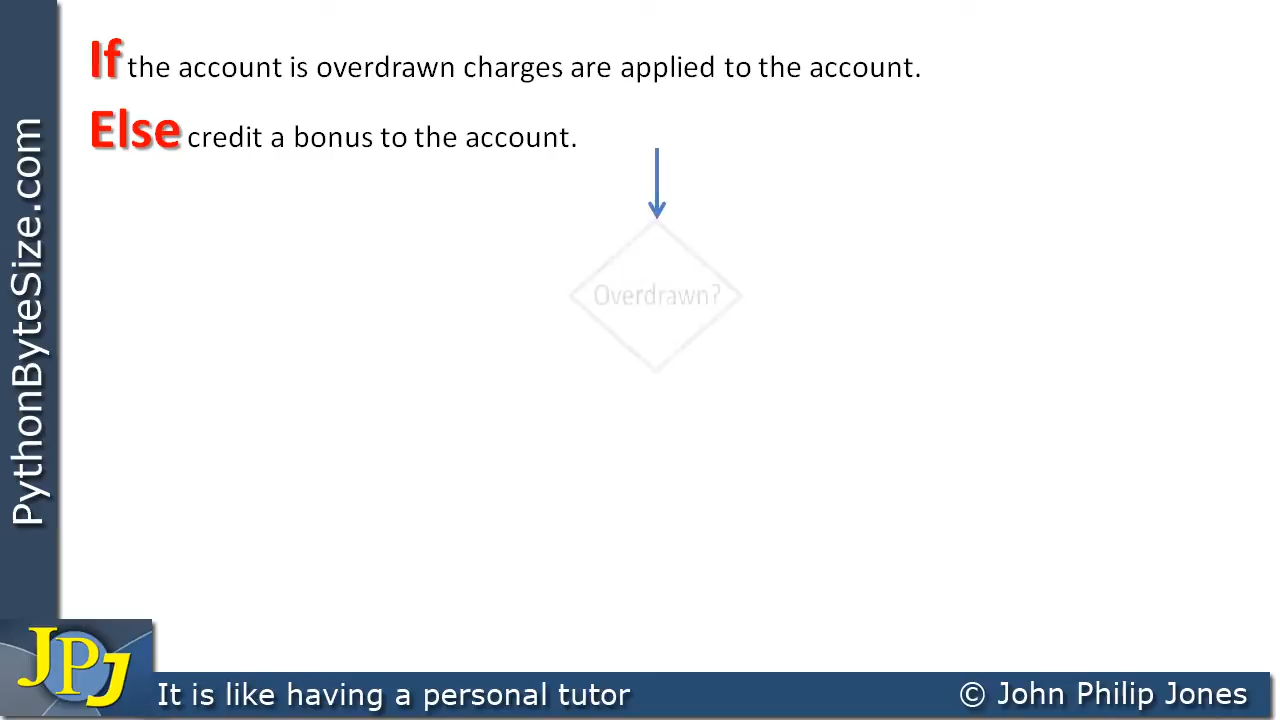 If the account is overdrawn charges are applied to the account.
Else credit a bonus to the account.
Overdrawn?
PythonByteSize.com
JPJ
It is like having a personal tutor
© John Philip Jones